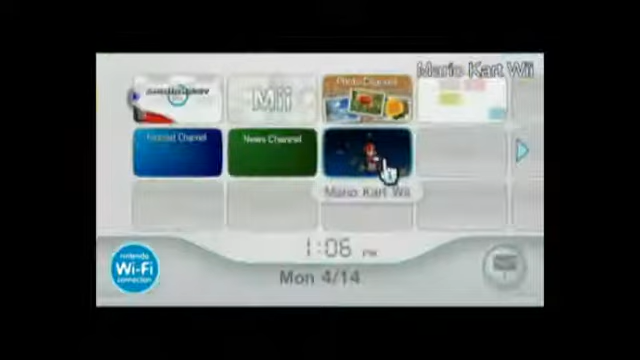 Mario Kart Wii
Mii
Photo Channel
Forecast Channel
News Channel
Mario Kart Wii
1:06 PM
Mon 4/14
Nintendo
Wi-Fi
connection